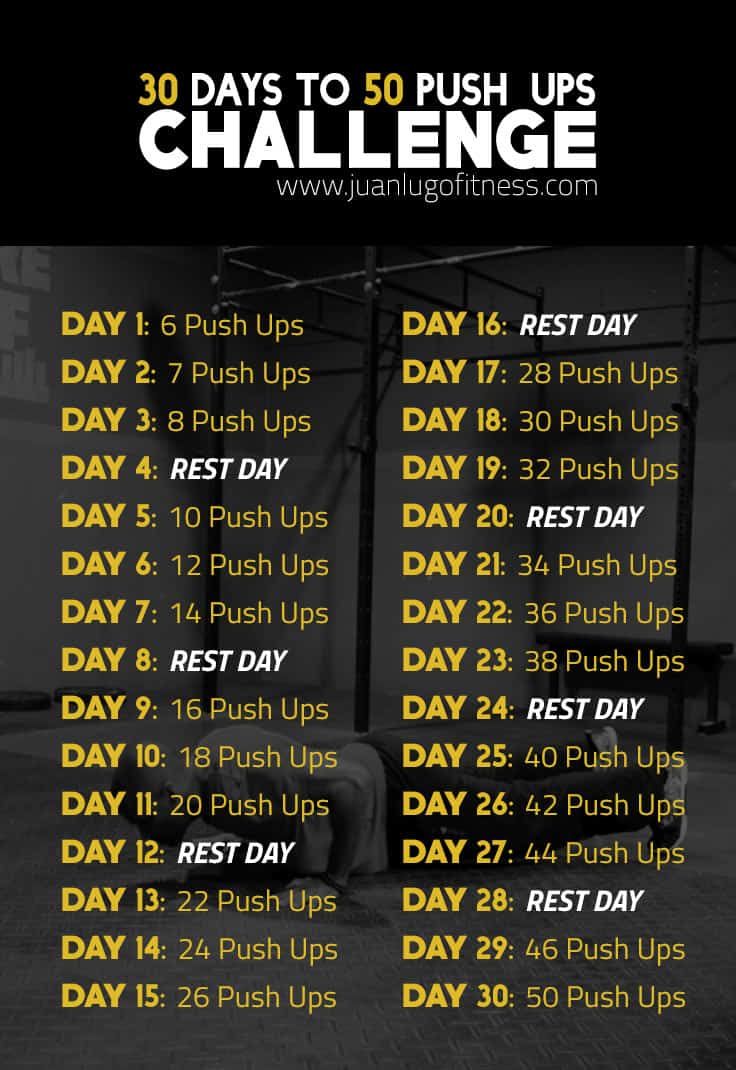 30 DAYS TO 50 PUSH UPS
CHALLENGE
www.juanlugofitness.com
DAY 1: 6 Push Ups
DAY 2: 7 Push Ups
DAY 3: 8 Push Ups
DAY 4: REST DAY
DAY 5: 10 Push Ups
DAY 6: 12 Push Ups
DAY 7: 14 Push Ups
DAY 8: REST DAY
DAY 9: 16 Push Ups
DAY 10: 18 Push Ups
DAY 11: 20 Push Ups
DAY 12: REST DAY
DAY 13: 22 Push Ups
DAY 14: 24 Push Ups
DAY 15: 26 Push Ups
DAY 16: REST DAY
DAY 17: 28 Push Ups
DAY 18: 30 Push Ups
DAY 19: 32 Push Ups
DAY 20: REST DAY
DAY 21: 34 Push Ups
DAY 22: 36 Push Ups
DAY 23: 38 Push Ups
DAY 24: REST DAY
DAY 25: 40 Push Ups
DAY 26: 42 Push Ups
DAY 27: 44 Push Ups
DAY 28: REST DAY
DAY 29: 46 Push Ups
DAY 30: 50 Push Ups